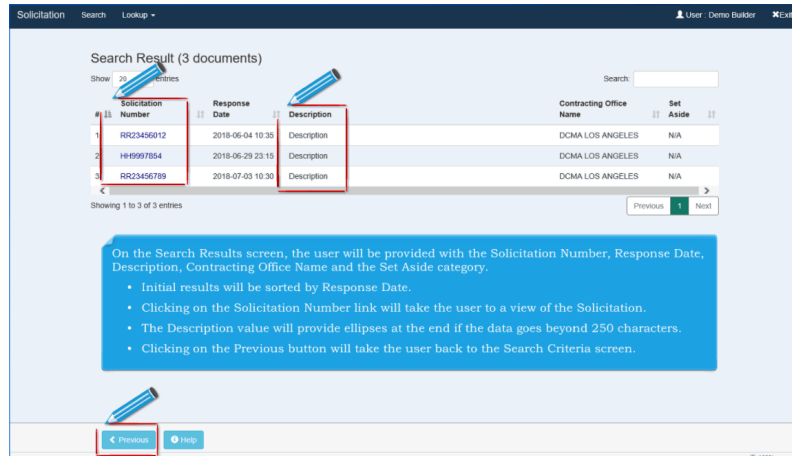 Solicitation Search Lookup User : Demo Builder Exit
Search Result (3 documents)
Show 20 entries Search:
# Solicitation Number Response Date Description Contracting Office Name Set Aside
1 RR23456012 2018-06-04 10:35 Description DCMA LOS ANGELES N/A
2 HH9997854 2018-06-29 23:15 Description DCMA LOS ANGELES N/A
3 RR23456789 2018-07-03 10:30 Description DCMA LOS ANGELES N/A
Showing 1 to 3 of 3 entries Previous 1 Next
On the Search Results screen, the user will be provided with the Solicitation Number, Response Date,
Description, Contracting Office Name and the Set Aside category.
• Initial results will be sorted by Response Date.
• Clicking on the Solicitation Number link will take the user to a view of the Solicitation.
• The Description value will provide ellipses at the end if the data goes beyond 250 characters.
• Clicking on the Previous button will take the user back to the Search Criteria screen.
Previous Help